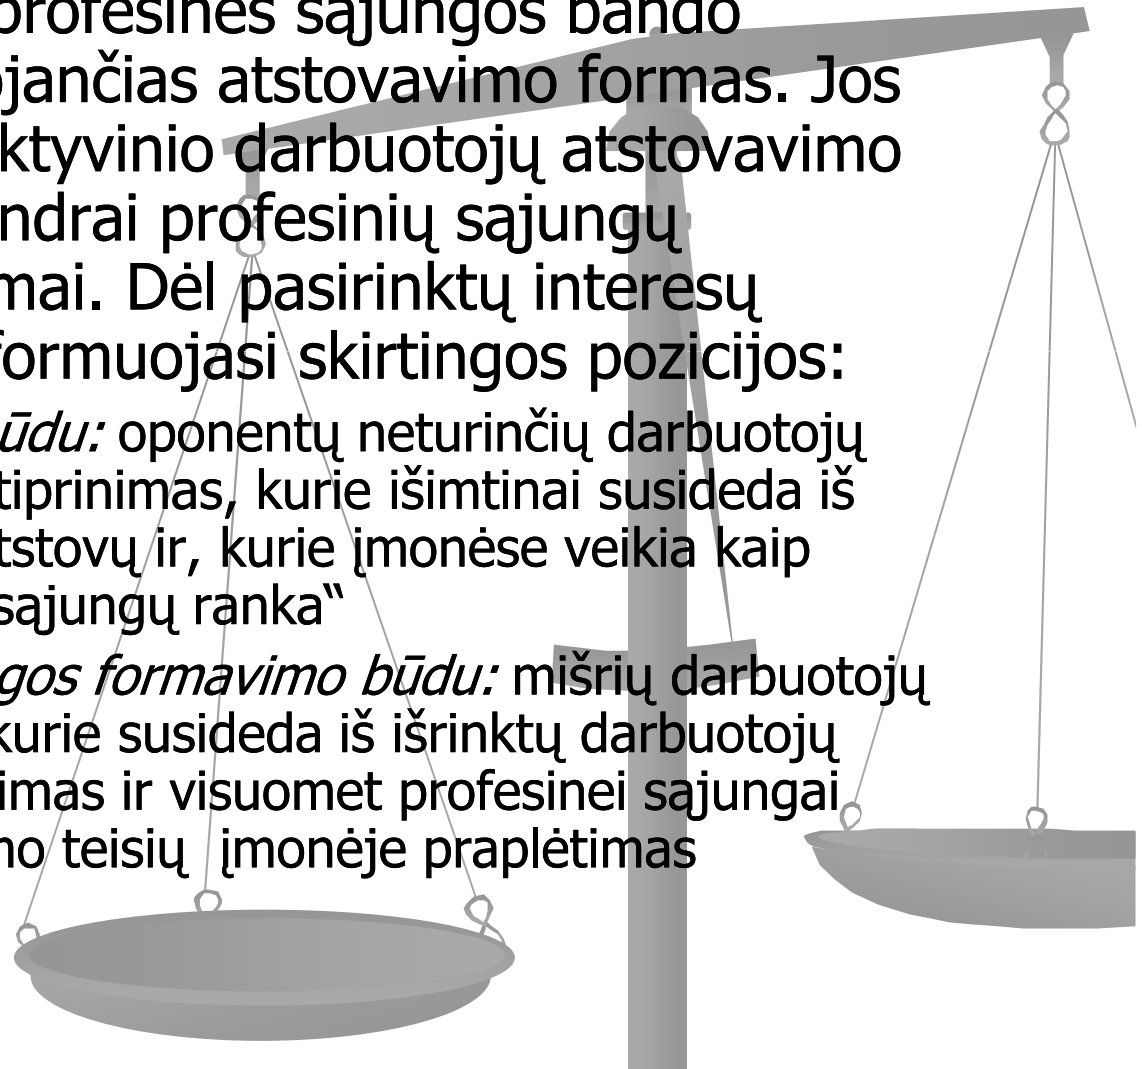 profesinės sąjungos bando
ojančias atstovavimo formas. Jos
ktyvinio darbuotojų atstovavimo
ndrai profesinių sąjungų
mai. Dėl pasirinktų interesų
formuojasi skirtingos pozicijos:
ūdu: oponentų neturinčių darbuotojų
tiprinimas, kurie išimtinai susideda iš
tstovų ir, kurie įmonėse veikia kaip
sąjungų ranka“
gos formavimo būdu: mišrių darbuotojų
kurie susideda iš išrinktų darbuotojų
imas ir visuomet profesinei sąjungai
mo teisių  įmonėje praplėtimas